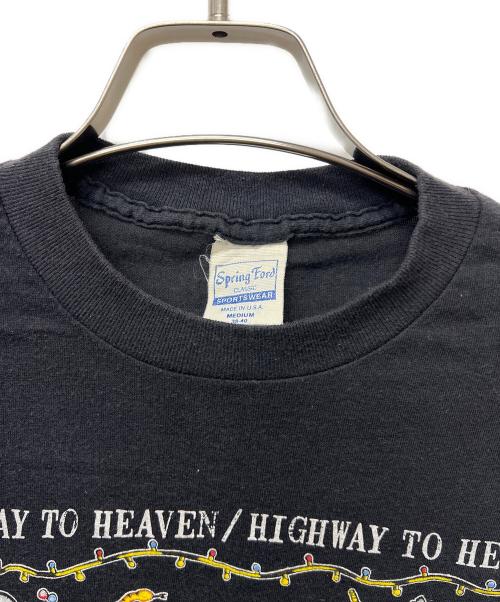 Spring Ford
CLASSIC
SPORTSWEAR
MADE IN U.S.A.
MEDIUM
38-40
AY TO HEAVEN/HIGHWAY TO HE